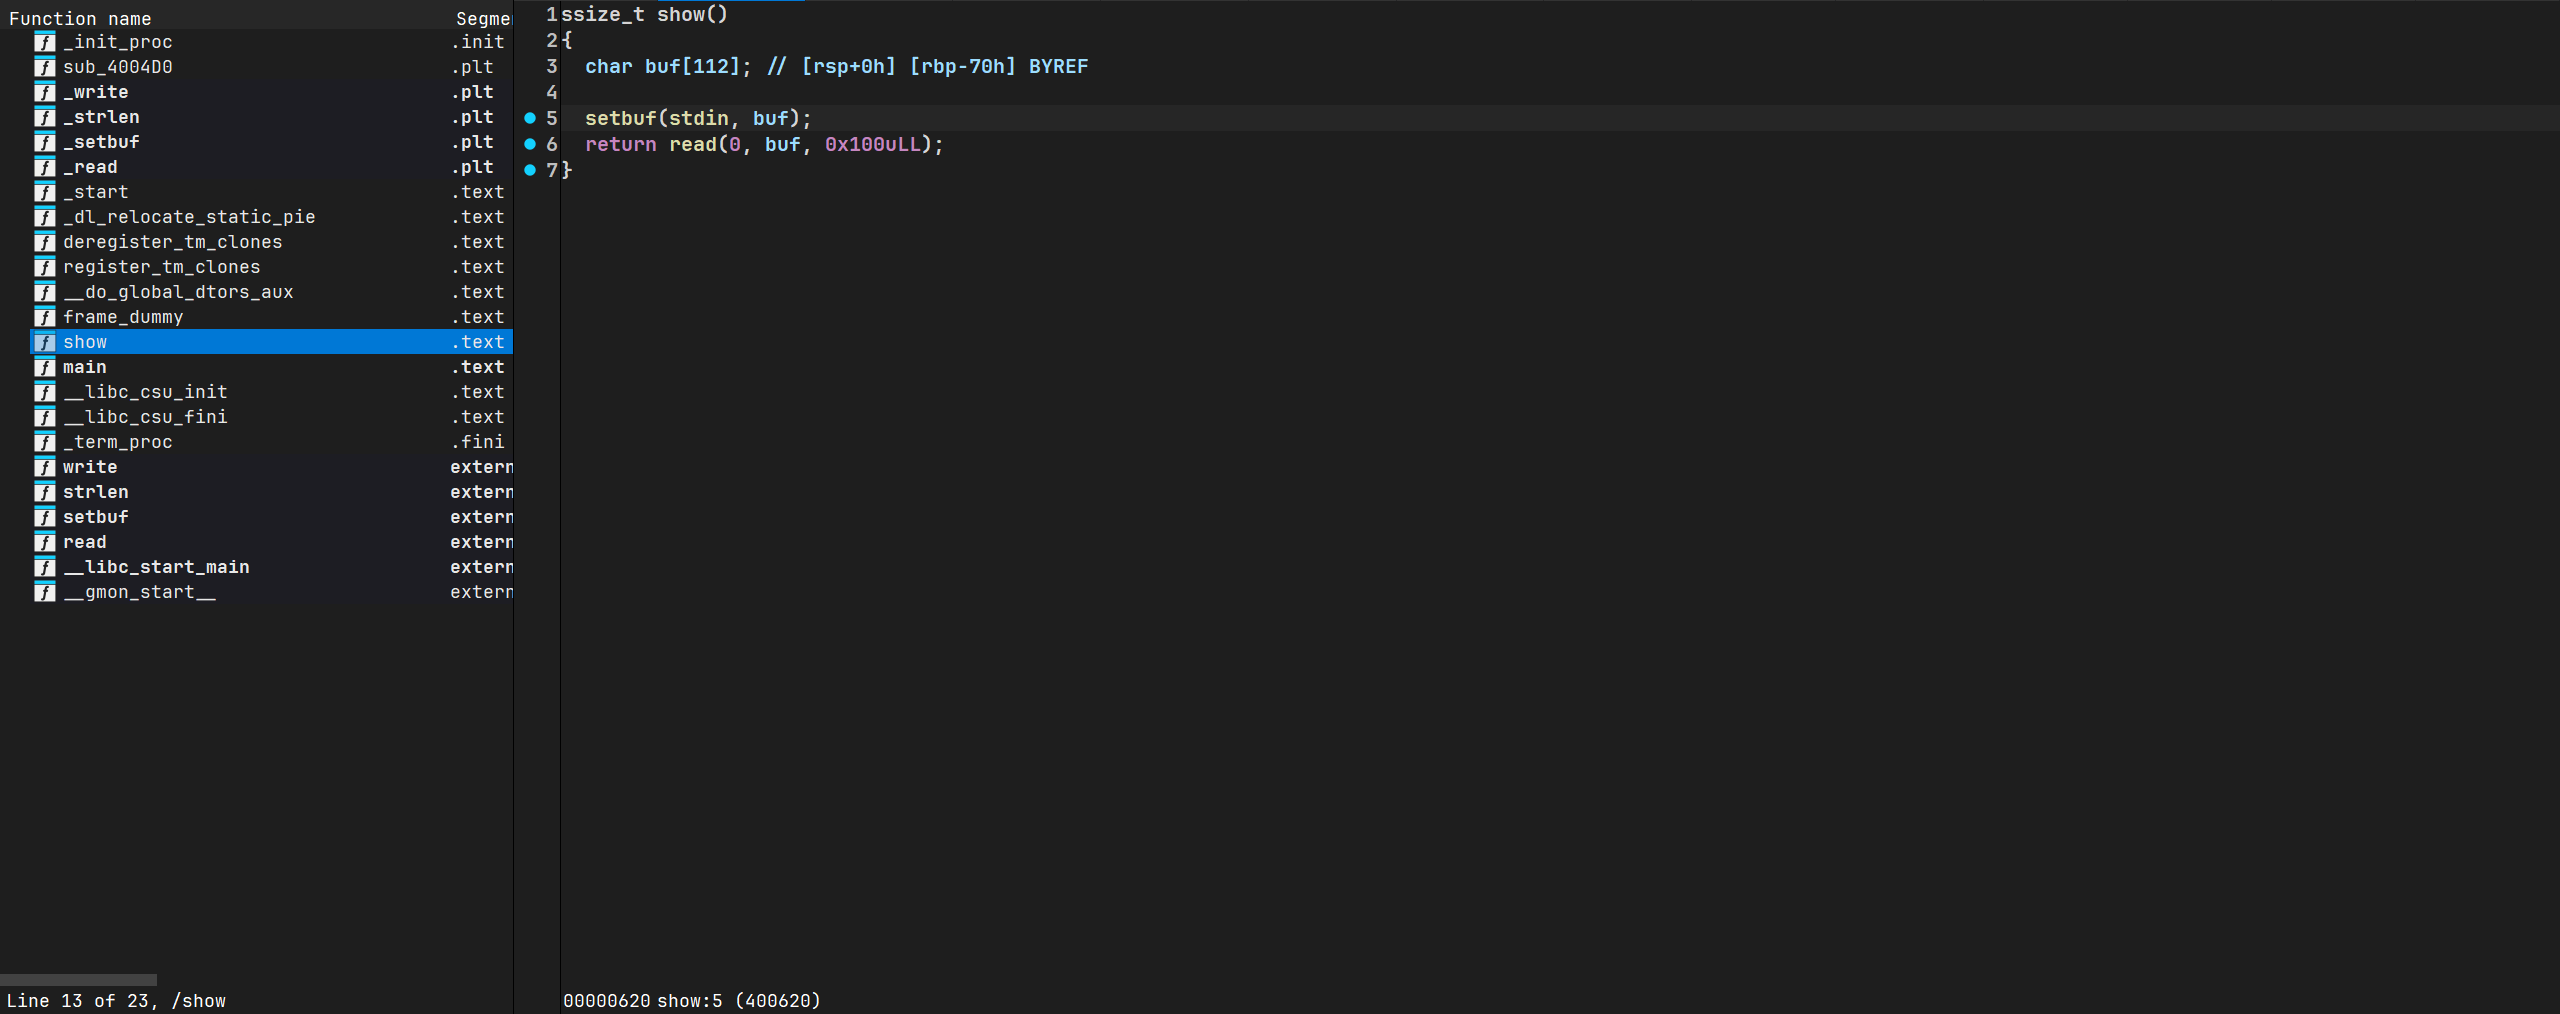 Function name Segme
_init_proc .init
sub_4004D0 .plt
_write .plt
_strlen .plt
_setbuf .plt
_read .plt
_start .text
_dl_relocate_static_pie .text
deregister_tm_clones .text
register_tm_clones .text
__do_global_dtors_aux .text
frame_dummy .text
show .text
main .text
__libc_csu_init .text
__libc_csu_fini .text
_term_proc .fini
write extern
strlen extern
setbuf extern
read extern
__libc_start_main extern
__gmon_start__ extern
Line 13 of 23, /show
1 ssize_t show()
2 {
3   char buf[112]; // [rsp+0h] [rbp-70h] BYREF
4
5   setbuf(stdin, buf);
6   return read(0, buf, 0x100uLL);
7 }
00000620 show:5 (400620)